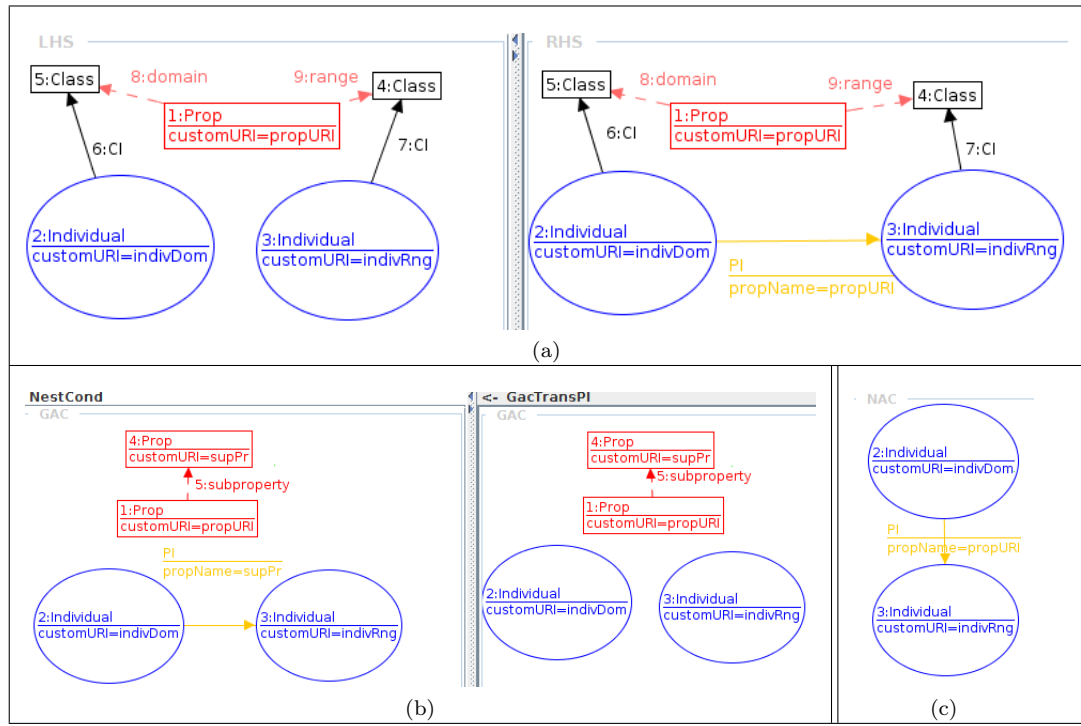 LHS
5:Class
8:domain
9:range
4:Class
1:Prop
customURI=propURI
6:CI
7:CI
2:Individual
customURI=indivDom
3:Individual
customURI=indivRng
RHS
5:Class
8:domain
9:range
4:Class
1:Prop
customURI=propURI
6:CI
7:CI
2:Individual
customURI=indivDom
3:Individual
customURI=indivRng
PI
propName=propURI
(a)
NestCond
GAC
4:Prop
customURI=supPr
5:subproperty
1:Prop
customURI=propURI
PI
propName=supPr
2:Individual
customURI=indivDom
3:Individual
customURI=indivRng
<- GacTransPI
GAC
4:Prop
customURI=supPr
5:subproperty
1:Prop
customURI=propURI
2:Individual
customURI=indivDom
3:Individual
customURI=indivRng
(b)
NAC
2:Individual
customURI=indivDom
PI
propName=propURI
3:Individual
customURI=indivRng
(c)